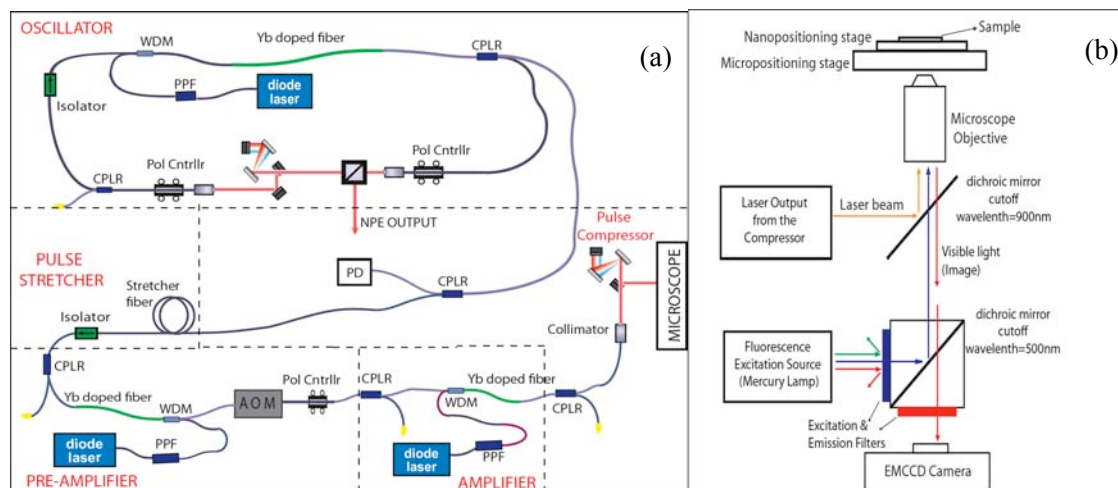 OSCILLATOR
WDM
Yb doped fiber
CPLR
(a)
PPF
diode
laser
Isolator
Pol Cntrllr
Pol Cntrllr
CPLR
NPE OUTPUT
Pulse
Compressor
PULSE
STRETCHER
Stretcher
fiber
PD
CPLR
MICROSCOPE
Isolator
Collimator
CPLR
Yb doped fiber
WDM
AOM
Pol Cntrllr
CPLR
Yb doped fiber
WDM
CPLR
diode
laser
PPF
PRE-AMPLIFIER
diode
laser
PPF
AMPLIFIER
(b)
Sample
Nanopositioning stage
Micropositioning stage
Microscope
Objective
Laser Output
from the
Compressor
Laser beam
dichroic mirror
cutoff
wavelenth=900nm
Visible light
(Image)
dichroic mirror
cutoff
wavelenth=500nm
Fluorescence
Excitation Source
(Mercury Lamp)
Excitation &
Emission Filters
EMCCD Camera